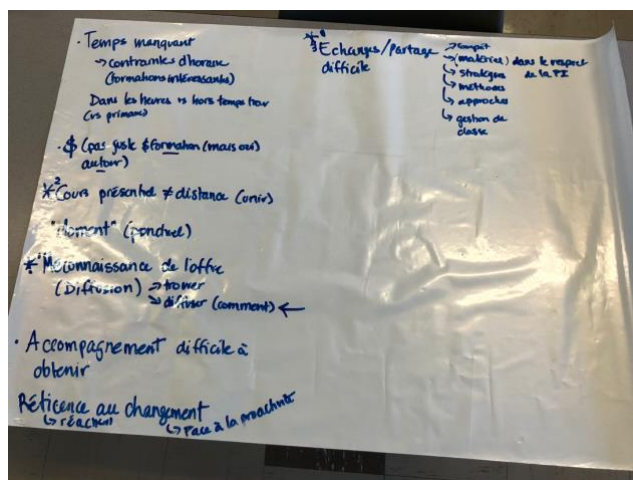 · Temps manquant
→ contraintes d'horaire
(formations intéressantes)
Dans les heures vs hors temps trav
(vs primaire)
· $ (pas juste $ formation (mais oui)
autour)
*2 Cours présentiel ≠ distance (univ)
"Moment" (ponctuel)
*1 Méconnaissance de l'offre
(Diffusion) → trouver
↘ diffuser (comment) ←
· Accompagnement difficile à
obtenir
Réticence au changement
↳ réaction ↳ Face à la proactivité
*3 Échanges/Partage
difficile
(matériel) dans le respect
de la PI
↳ stratégies
↳ méthodes
↳ approches
↳ gestion de
classe